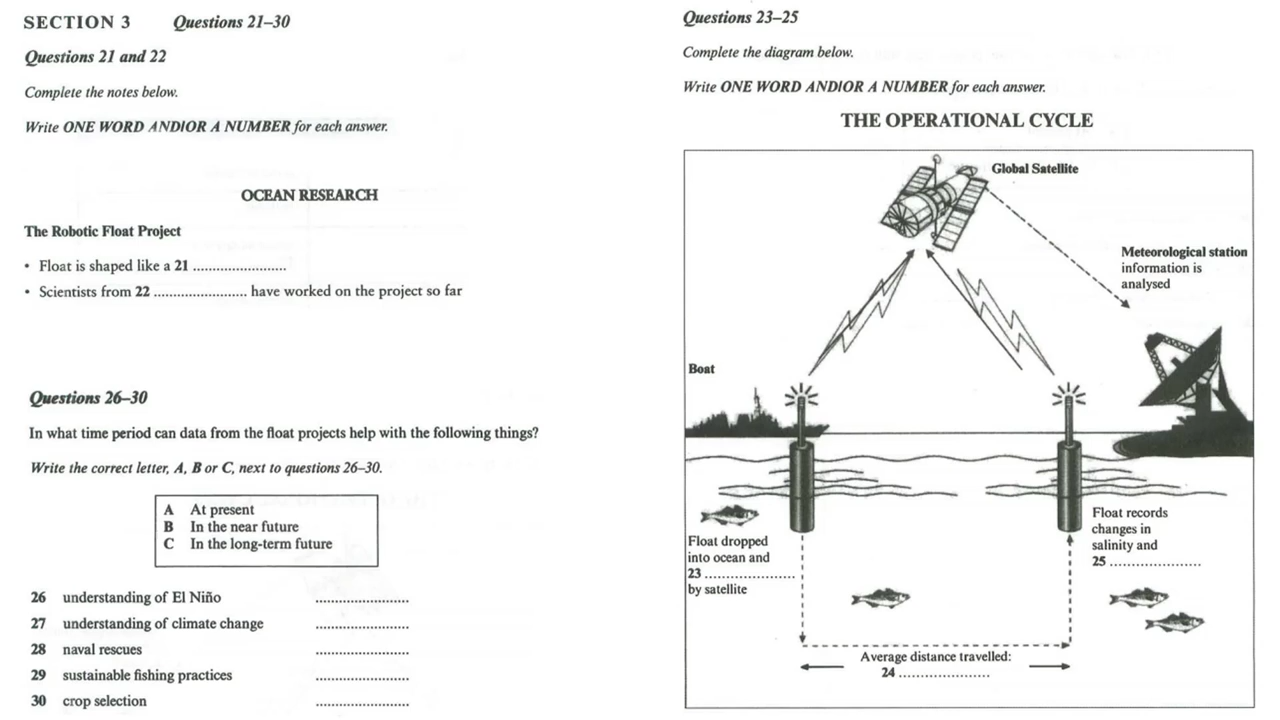 SECTION 3 Questions 21–30
Questions 21 and 22
Complete the notes below.
Write ONE WORD AND/OR A NUMBER for each answer.
OCEAN RESEARCH
The Robotic Float Project
• Float is shaped like a 21 ........................
• Scientists from 22 ........................ have worked on the project so far
Questions 26–30
In what time period can data from the float projects help with the following things?
Write the correct letter, A, B or C, next to questions 26–30.
A At present
B In the near future
C In the long-term future
26 understanding of El Niño ........................
27 understanding of climate change ........................
28 naval rescues ........................
29 sustainable fishing practices ........................
30 crop selection ........................
Questions 23–25
Complete the diagram below.
Write ONE WORD AND/OR A NUMBER for each answer.
THE OPERATIONAL CYCLE
Global Satellite
Meteorological station
information is
analysed
Boat
Float dropped
into ocean and
23 ........................
by satellite
Float records
changes in
salinity and
25 ........................
Average distance travelled:
24 ........................